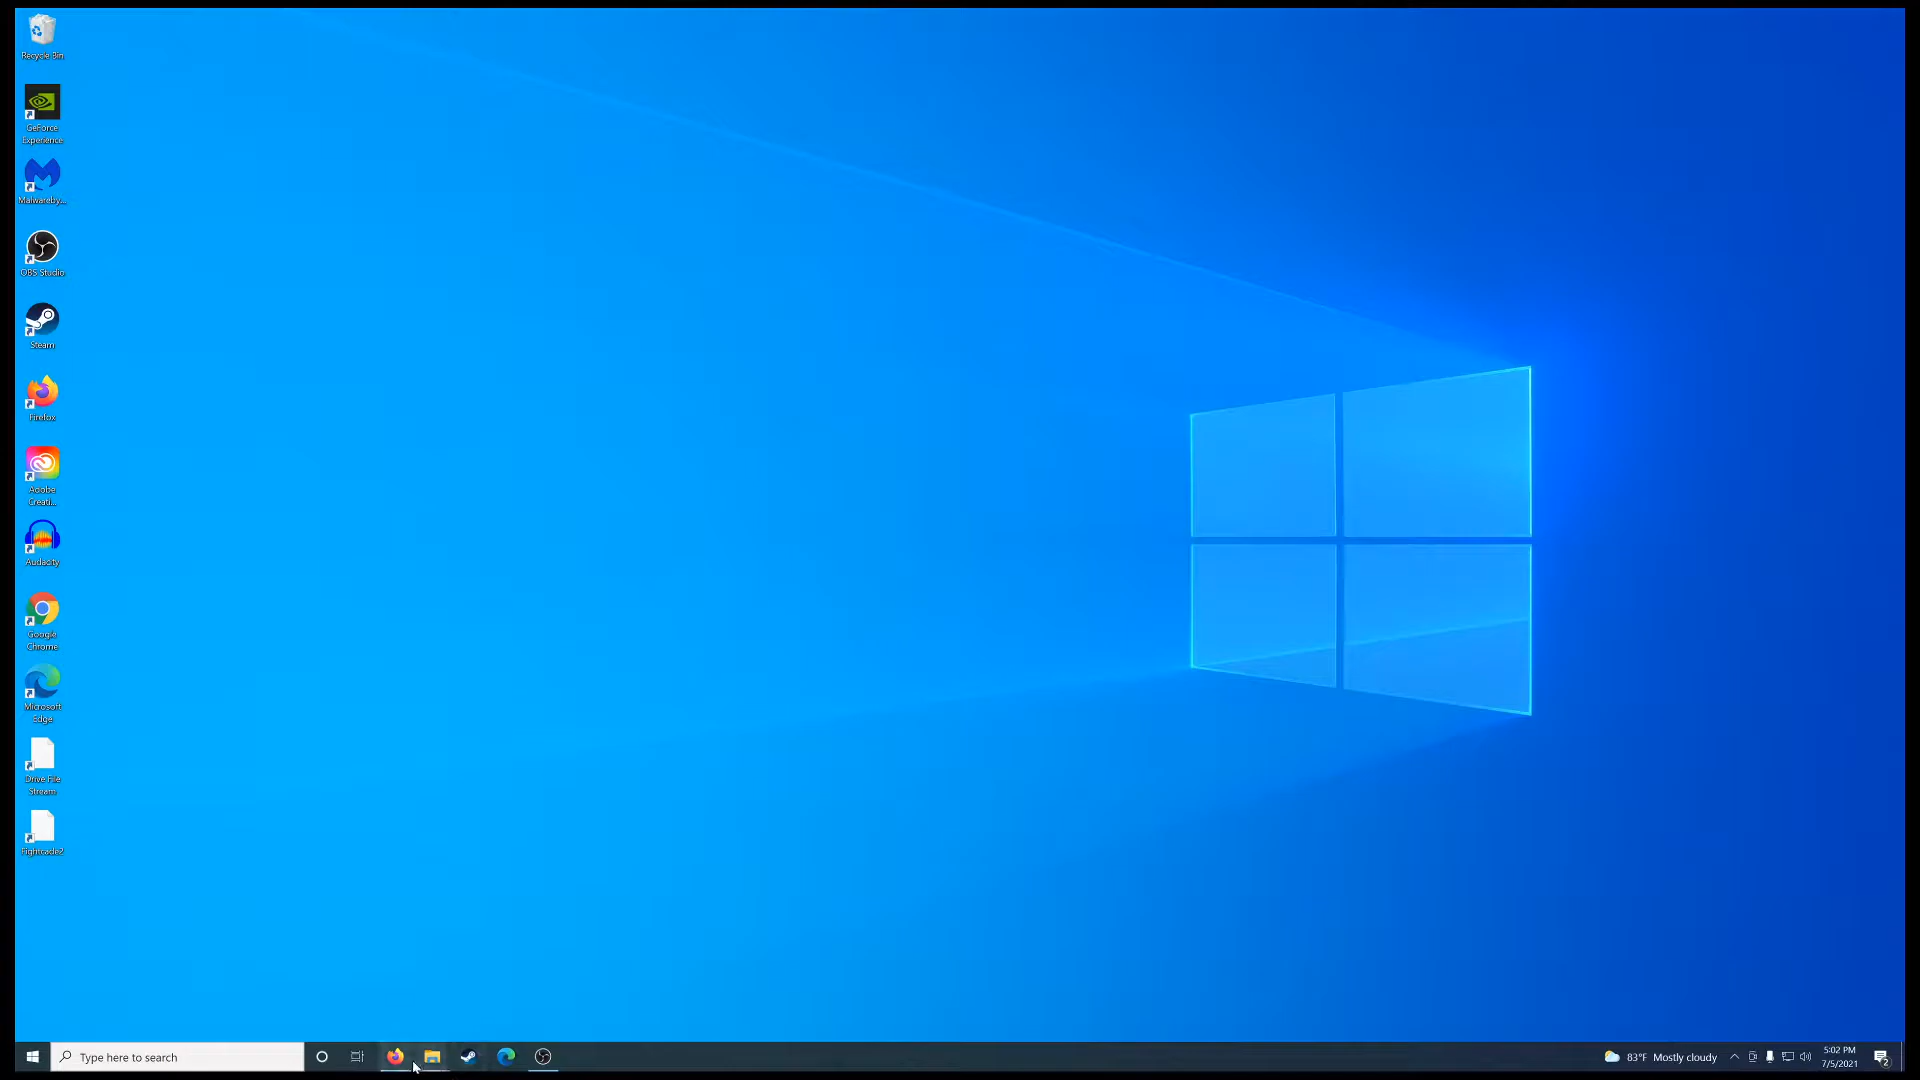 Recycle Bin
GeForce
Experience
Malwareby...
OBS Studio
Steam
Firefox
Adobe
Creati...
Audacity
Google
Chrome
Microsoft
Edge
Drive File
Stream
Fightcade2
Type here to search
83°F Mostly cloudy
5:02 PM
7/5/2021
2